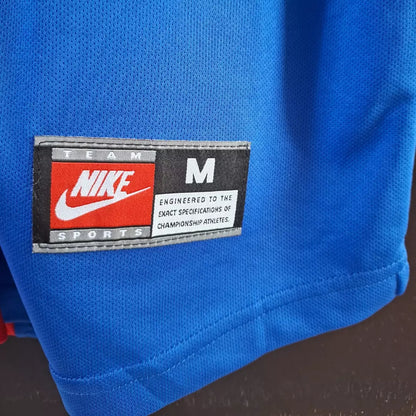 TEAM
NIKE
SPORTS
M
ENGINEERED TO THE
EXACT SPECIFICATIONS OF
CHAMPIONSHIP ATHLETES.